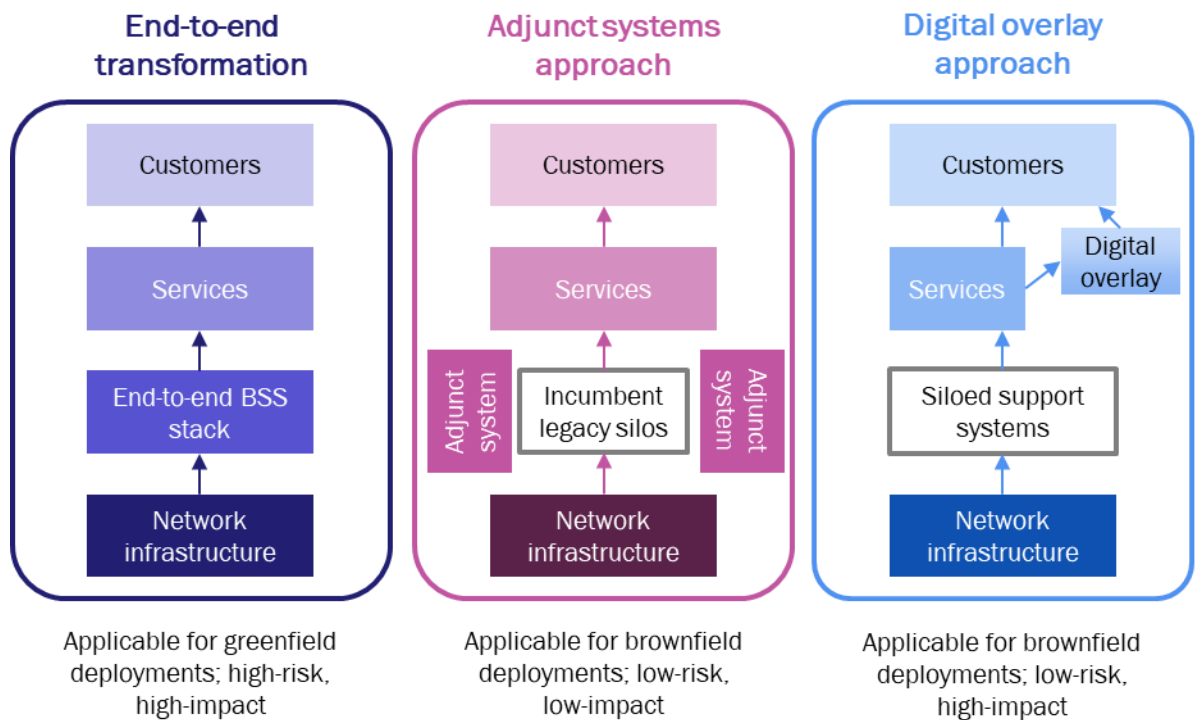 End-to-end
transformation
Customers
Services
End-to-end BSS
stack
Network
infrastructure
Applicable for greenfield
deployments; high-risk,
high-impact
Adjunct systems
approach
Customers
Services
Adjunct
system
Incumbent
legacy silos
Adjunct
system
Network
infrastructure
Applicable for brownfield
deployments; low-risk,
low-impact
Digital overlay
approach
Customers
Services
Digital
overlay
Siloed support
systems
Network
infrastructure
Applicable for brownfield
deployments; low-risk,
high-impact